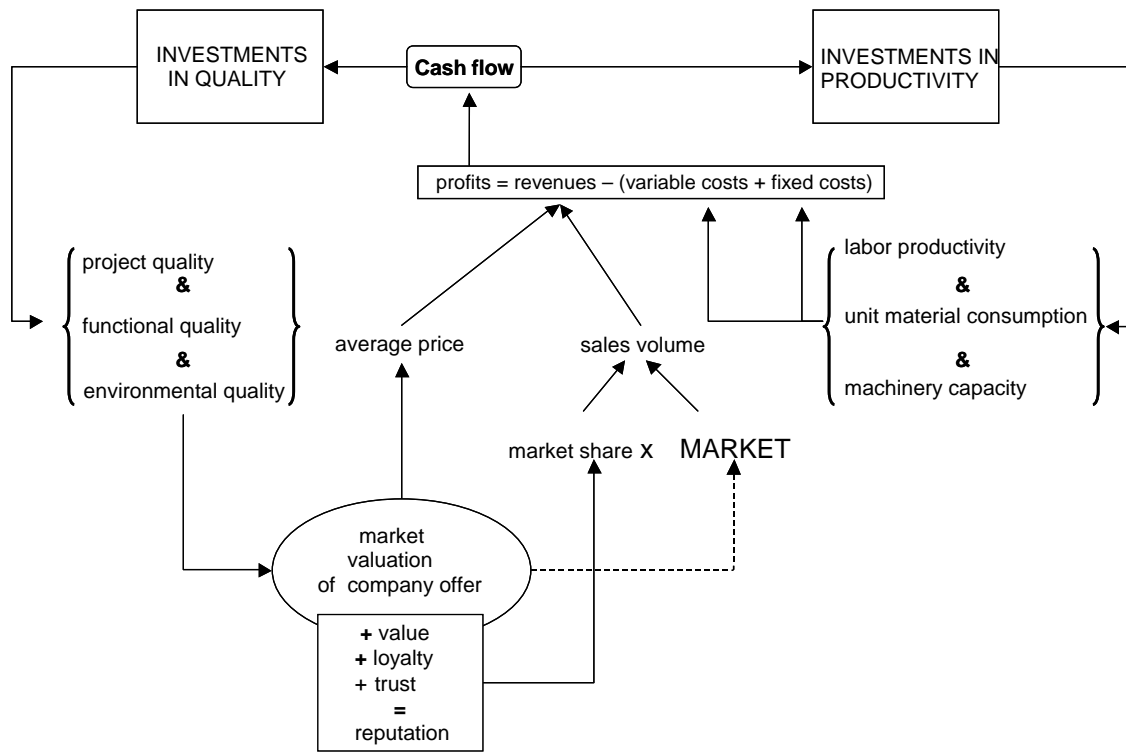 INVESTMENTS
IN QUALITY
Cash flow
INVESTMENTS IN
PRODUCTIVITY
profits = revenues – (variable costs + fixed costs)
project quality
&
functional quality
&
environmental quality
average price
sales volume
labor productivity
&
unit material consumption
&
machinery capacity
market share x MARKET
market
valuation
of company offer
+ value
+ loyalty
+ trust
=
reputation